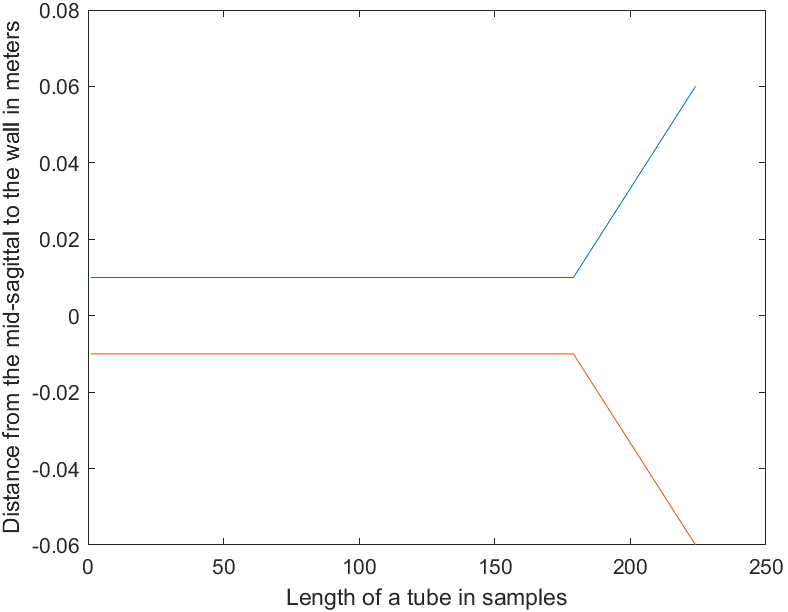 0.08
0.06
0.04
0.02
0
-0.02
-0.04
-0.06
Distance from the mid-sagittal to the wall in meters
0 50 100 150 200 250
Length of a tube in samples